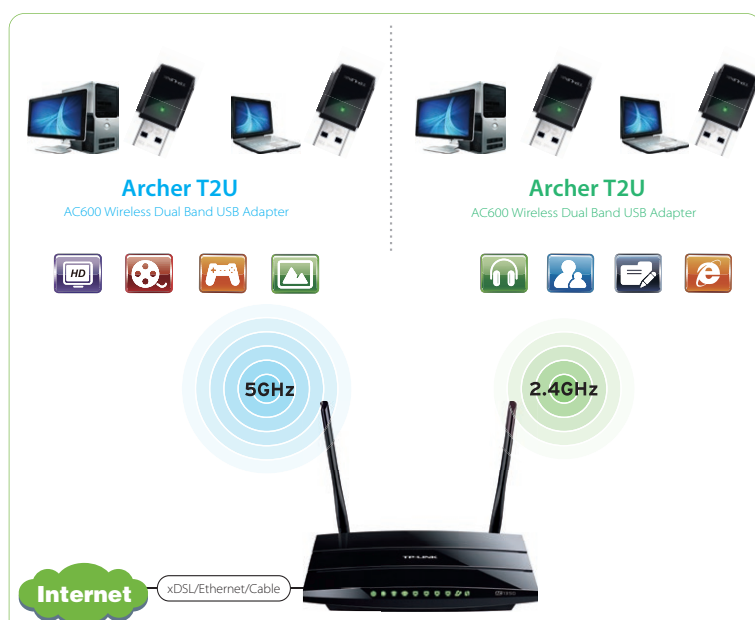 Archer T2U
AC600 Wireless Dual Band USB Adapter
Archer T2U
AC600 Wireless Dual Band USB Adapter
HD
5GHz
2.4GHz
TP-LINK
Internet
xDSL/Ethernet/Cable